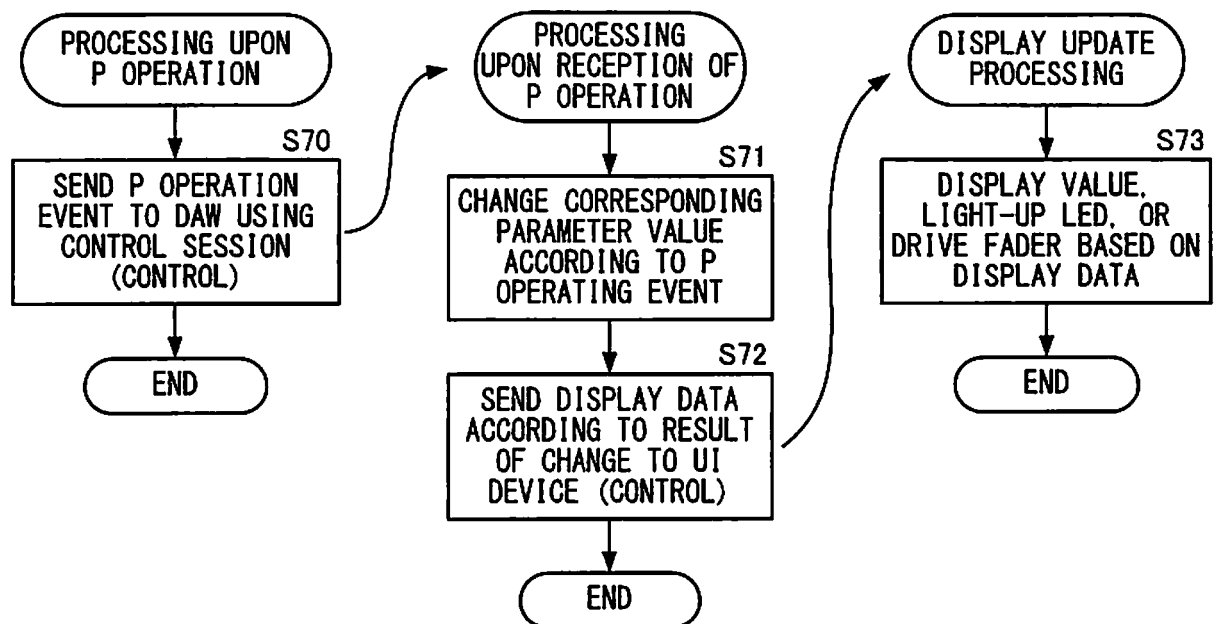 PROCESSING UPON
P OPERATION
S70
SEND P OPERATION
EVENT TO DAW USING
CONTROL SESSION
(CONTROL)
END
PROCESSING
UPON RECEPTION OF
P OPERATION
S71
CHANGE CORRESPONDING
PARAMETER VALUE
ACCORDING TO P
OPERATING EVENT
S72
SEND DISPLAY DATA
ACCORDING TO RESULT
OF CHANGE TO UI
DEVICE (CONTROL)
END
DISPLAY UPDATE
PROCESSING
S73
DISPLAY VALUE,
LIGHT-UP LED, OR
DRIVE FADER BASED ON
DISPLAY DATA
END